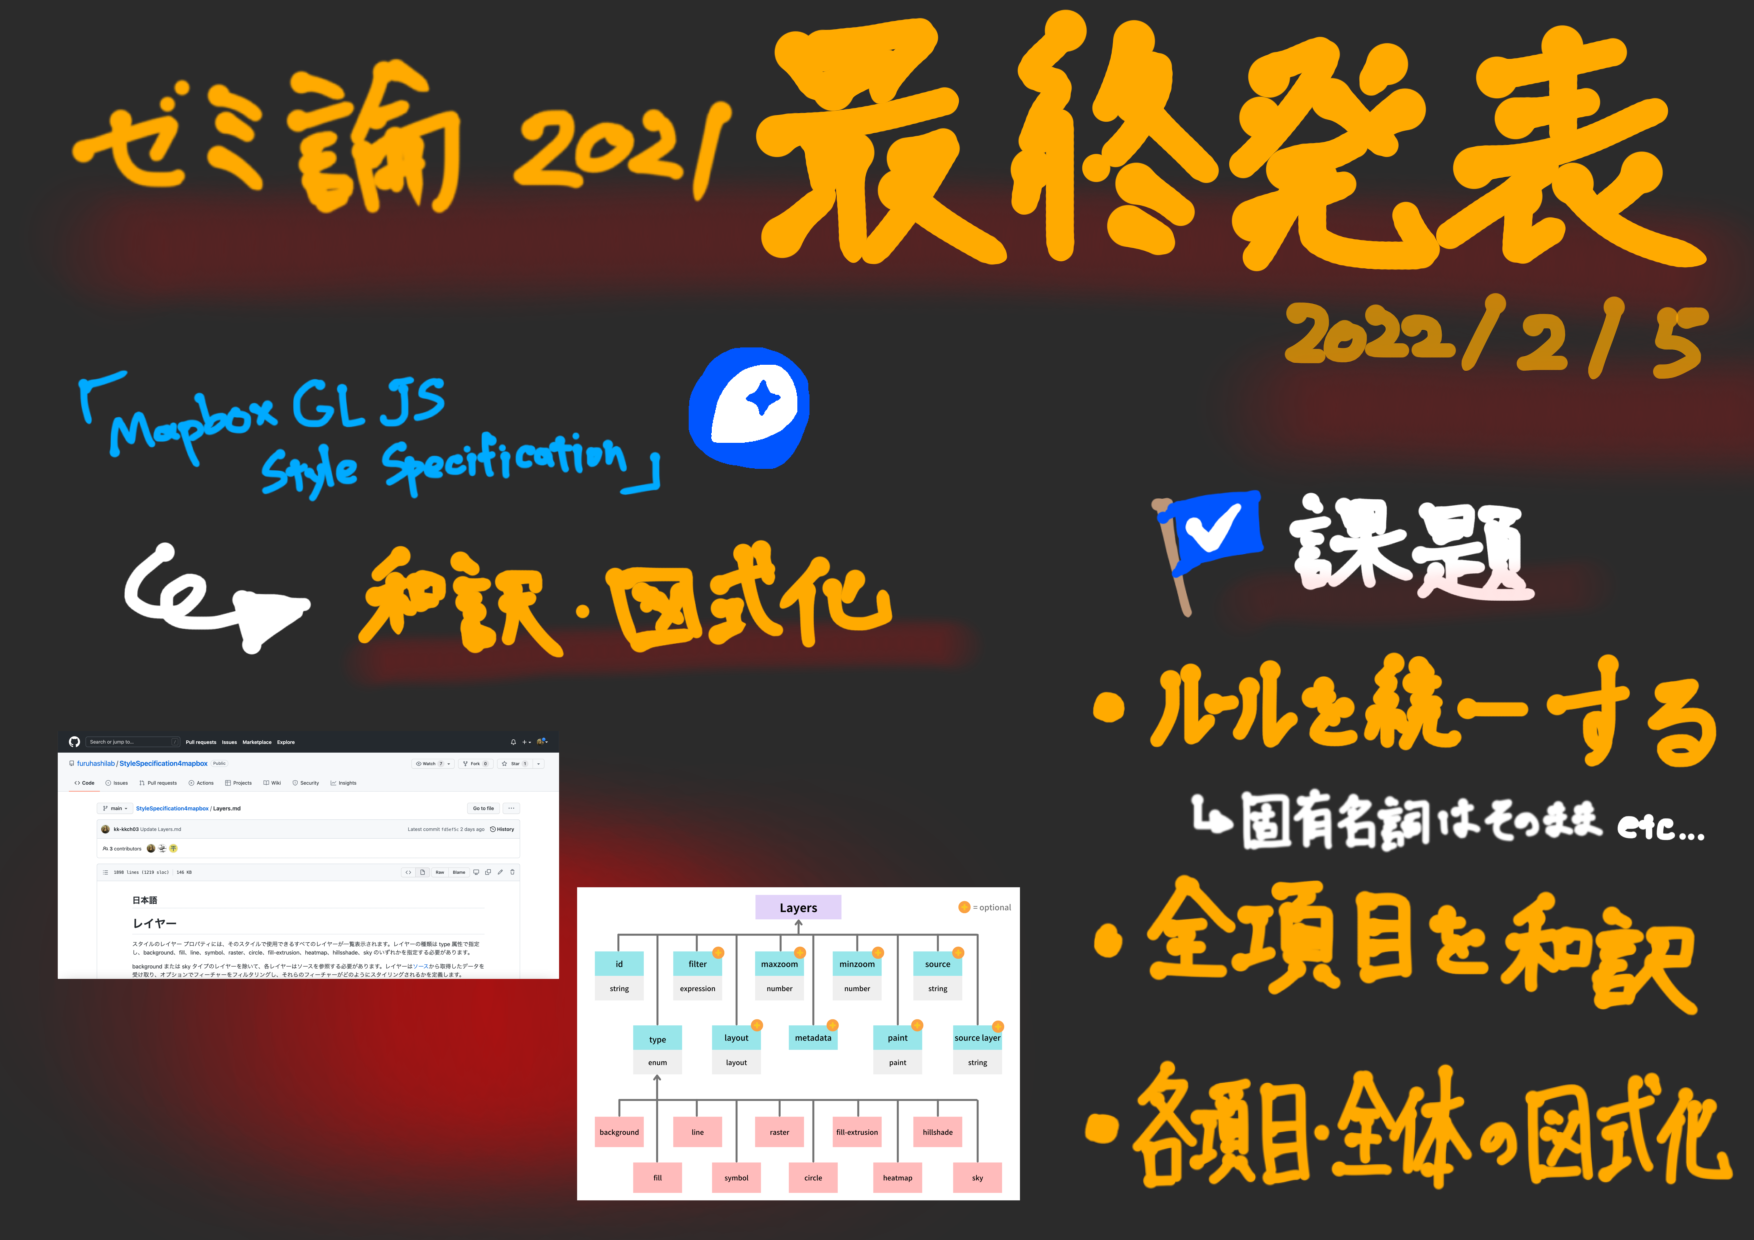 ゼミ論 2021/最終発表
2022/2/5
「Mapbox GL JS
Style Specification」
和訳・図式化
課題
・ルールを統一する
↳固有名詞はそのまま etc...
・全項目を和訳
・各項目・全体の図式化
Search or jump to... / Pull requests Issues Marketplace Explore
furuhashilab / StyleSpecification4mapbox Public
Watch 7 Fork 0 Star 1
Code Issues Pull requests Actions Projects Wiki Security Insights
main StyleSpecification4mapbox / Layers.md Go to file ...
kk-kkch03 Update Layers.md Latest commit 2 days ago History
3 contributors
1898 lines (1219 sloc) 146 KB Raw Blame
日本語
レイヤー
スタイルのレイヤー プロパティには、そのスタイルで使用できるすべてのレイヤーが一覧表示されます。レイヤーの種類は type 属性で指定
し、background、fill、line、symbol、raster、circle、fill-extrusion、heatmap、hillshade、sky のいずれかを指定する必要があります。
background または sky タイプのレイヤーを除いて、各レイヤーはソースを参照する必要があります。レイヤーはソースから取得したデータを
受け取り、オプションでフィーチャーをフィルタリングし、それらのフィーチャーがどのようにスタイリングされるかを定義します。
Layers
= optional
id filter maxzoom minzoom source
string expression number number string
type layout metadata paint source layer
enum layout paint string
background line raster fill-extrusion hillshade
fill symbol circle heatmap sky